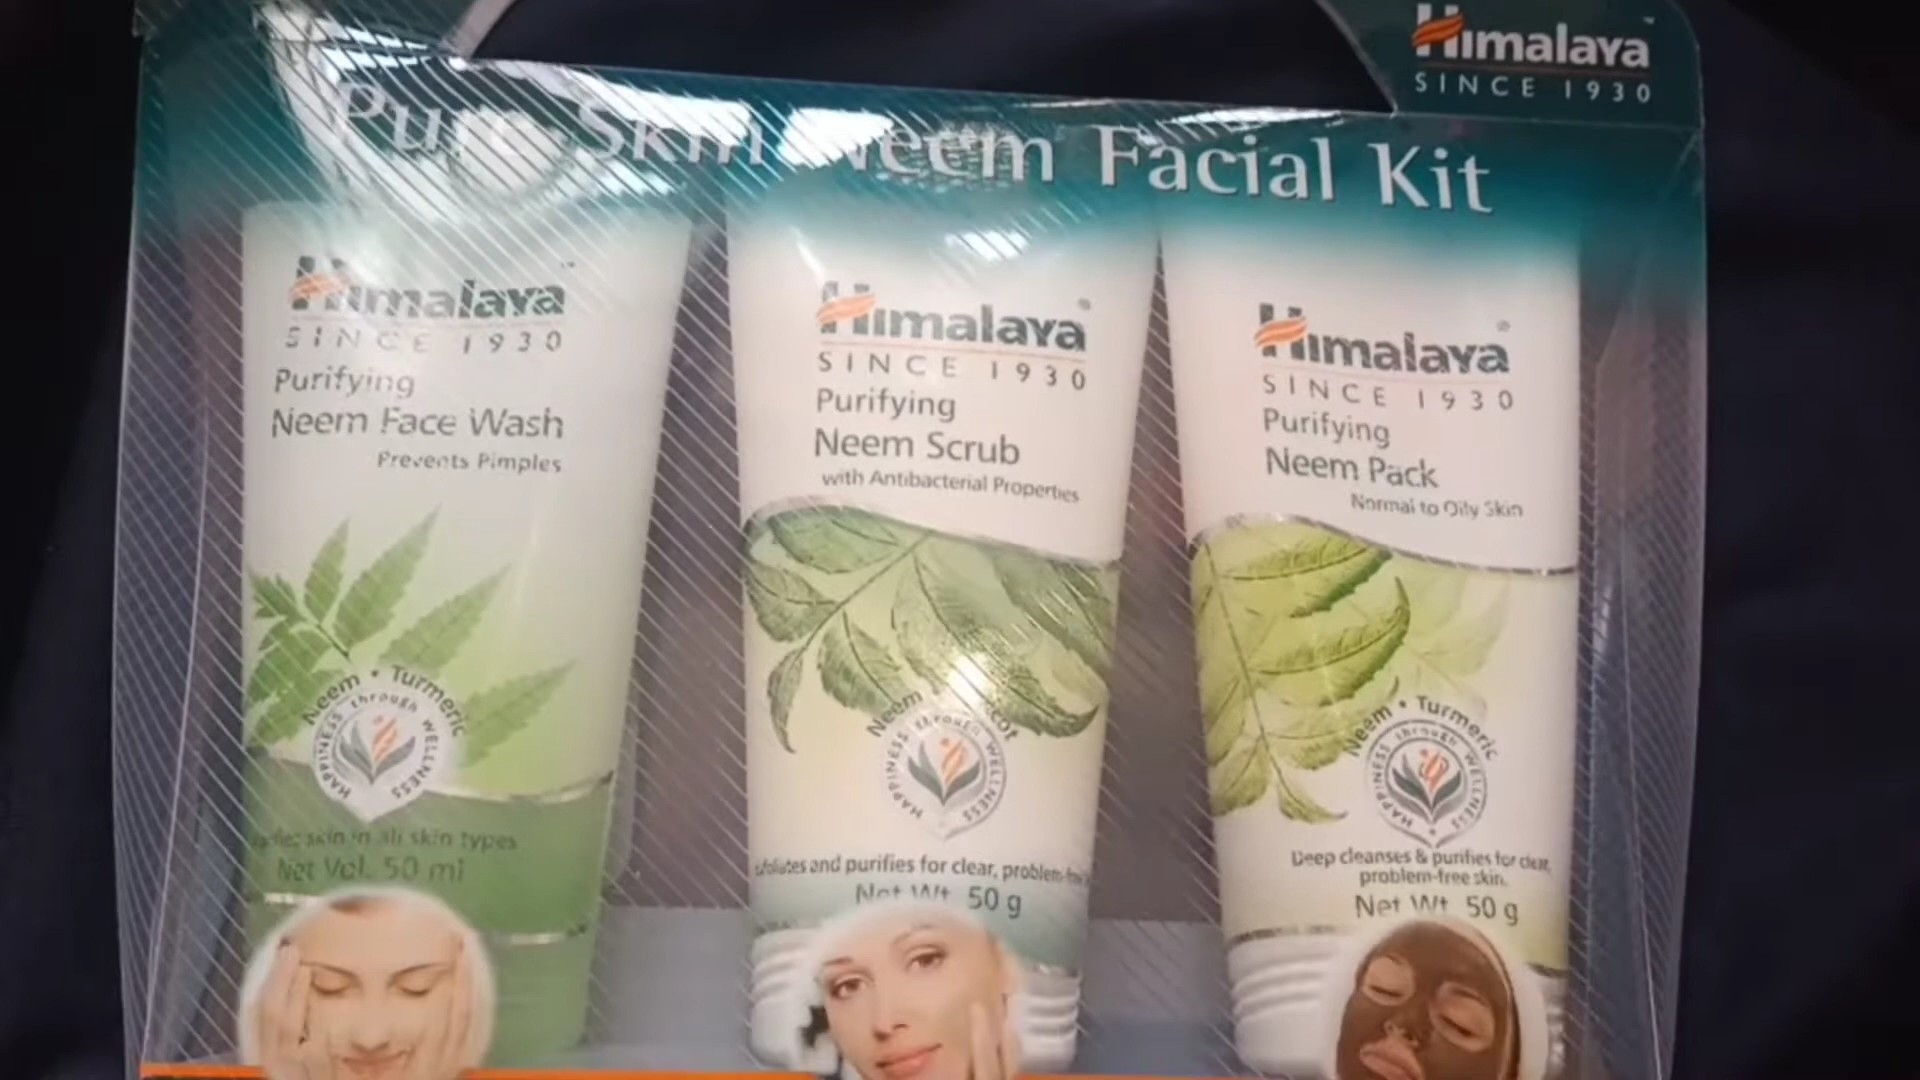 Himalaya
SINCE 1930
Pure Skin Neem Facial Kit
Himalaya
SINCE 1930
Purifying
Neem Face Wash
Prevents Pimples
Neem • Turmeric
HAPPINESS through WELLNESS
skin in all skin types
Net Vol. 50 ml
Himalaya
SINCE 1930
Purifying
Neem Scrub
with Antibacterial Properties
Neem
HAPPINESS through WELLNESS
and purifies for clear,
Net Wt. 50 g
Himalaya
SINCE 1930
Purifying
Neem Pack
Normal to Oily Skin
Neem • Turmeric
HAPPINESS through WELLNESS
Deep cleanses & purifies for clear,
problem-free skin.
Net Wt. 50 g